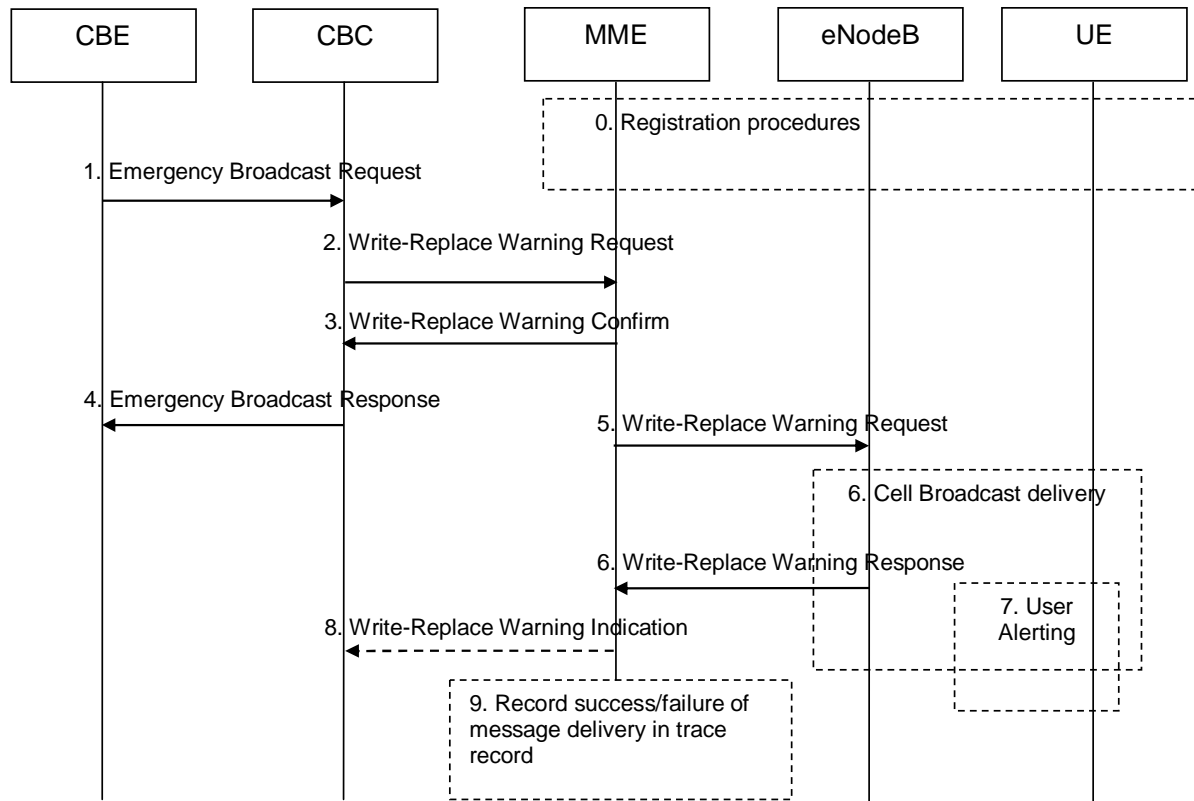 CBE
CBC
MME
eNodeB
UE
0. Registration procedures
1. Emergency Broadcast Request
2. Write-Replace Warning Request
3. Write-Replace Warning Confirm
4. Emergency Broadcast Response
5. Write-Replace Warning Request
6. Cell Broadcast delivery
6. Write-Replace Warning Response
7. User
Alerting
8. Write-Replace Warning Indication
9. Record success/failure of
message delivery in trace
record